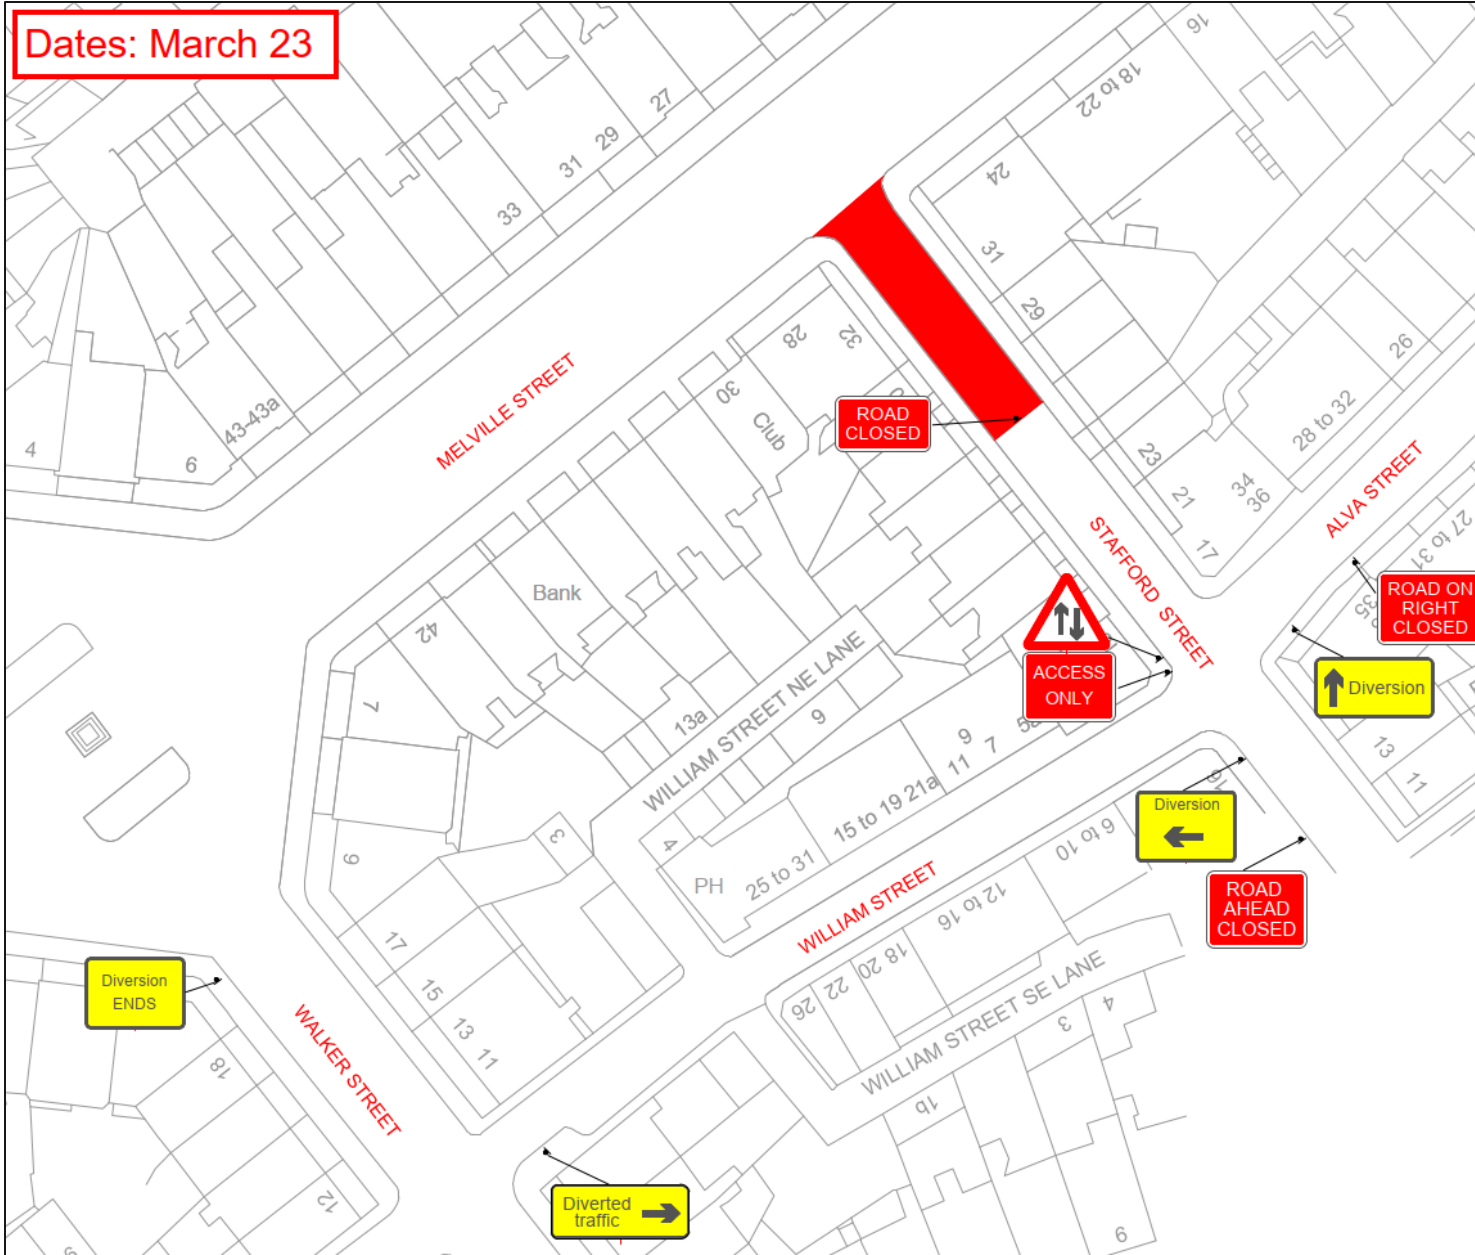 Dates: March 23
16
18 to 22
27
29
31
33
24
31
29
28
32
30
Club
26
28 to 32
MELVILLE STREET
43-43a
4
6
ROAD
CLOSED
23
21
34
36
17
ALVA STREET
27 to 31
STAFFORD STREET
Bank
42
ROAD ON
RIGHT
CLOSED
35
ACCESS
ONLY
Diversion
7
13a
WILLIAM STREET NE LANE
9
9
11
7
13
11
15 to 19
21a
Diversion
16
6 to 10
3
4
9
PH
25 to 31
WILLIAM STREET
12 to 16
ROAD
AHEAD
CLOSED
17
15
13
11
18
20
22
26
WILLIAM STREET SE LANE
4
3
1b
Diversion
ENDS
WALKER STREET
18
12
Diverted
traffic
9